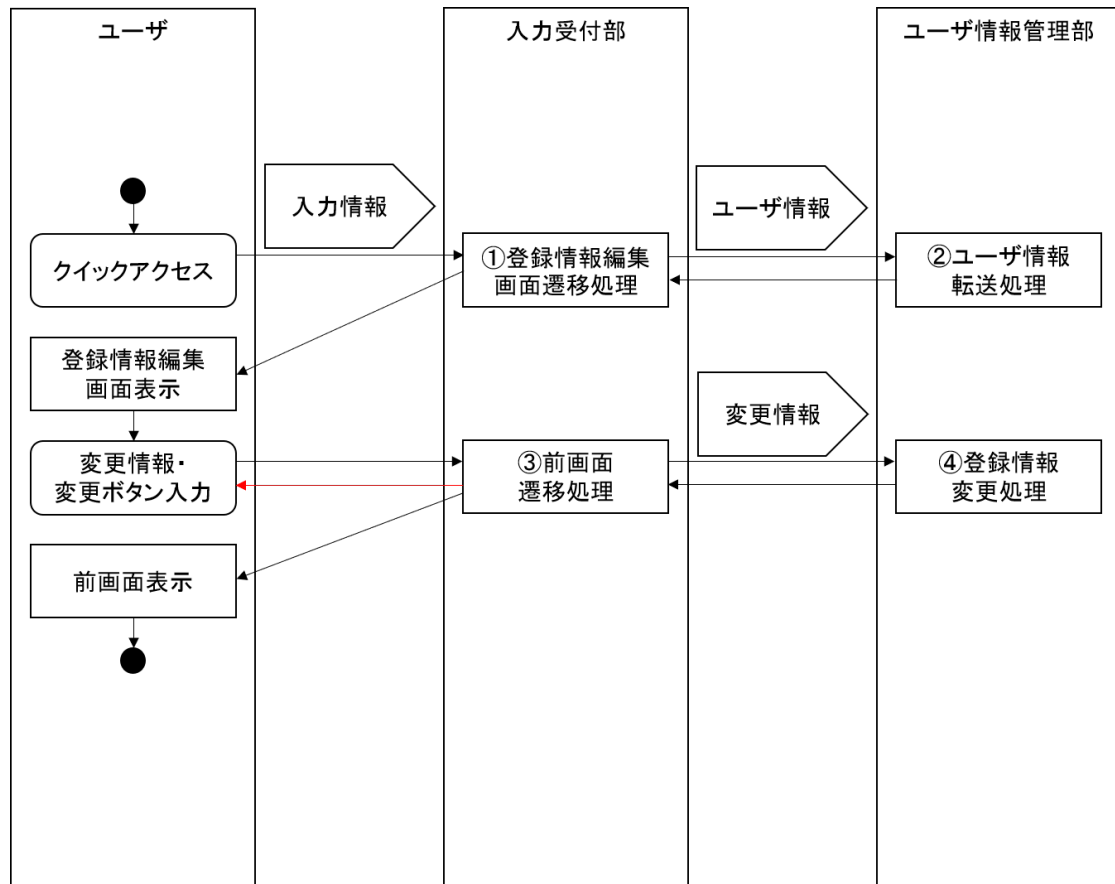 ユーザ
入力受付部
ユーザ情報管理部
入力情報
ユーザ情報
クイックアクセス
①登録情報編集
画面遷移処理
②ユーザ情報
転送処理
登録情報編集
画面表示
変更情報
変更情報・
変更ボタン入力
③前画面
遷移処理
④登録情報
変更処理
前画面表示